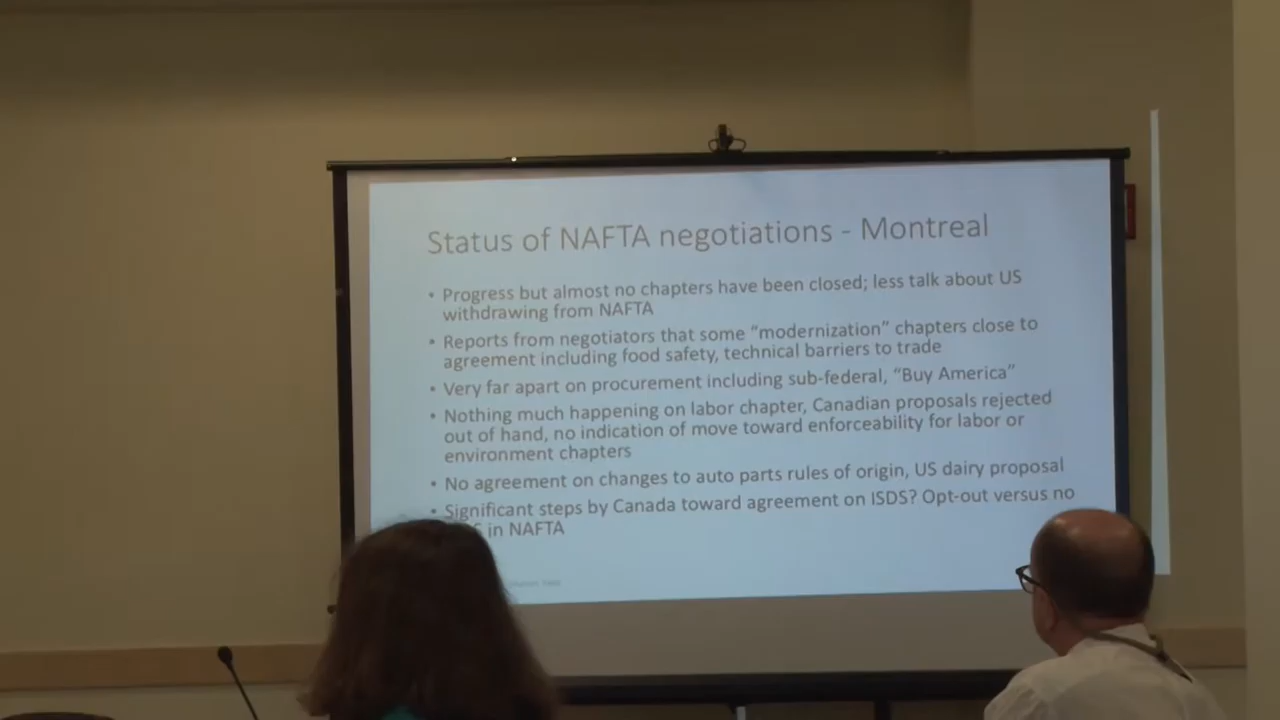 Status of NAFTA negotiations - Montreal
• Progress but almost no chapters have been closed; less talk about US
withdrawing from NAFTA
• Reports from negotiators that some “modernization” chapters close to
agreement including food safety, technical barriers to trade
• Very far apart on procurement including sub-federal, “Buy America”
• Nothing much happening on labor chapter, Canadian proposals rejected
out of hand, no indication of move toward enforceability for labor or
environment chapters
• No agreement on changes to auto parts rules of origin, US dairy proposal
• Significant steps by Canada toward agreement on ISDS? Opt-out versus no
in NAFTA